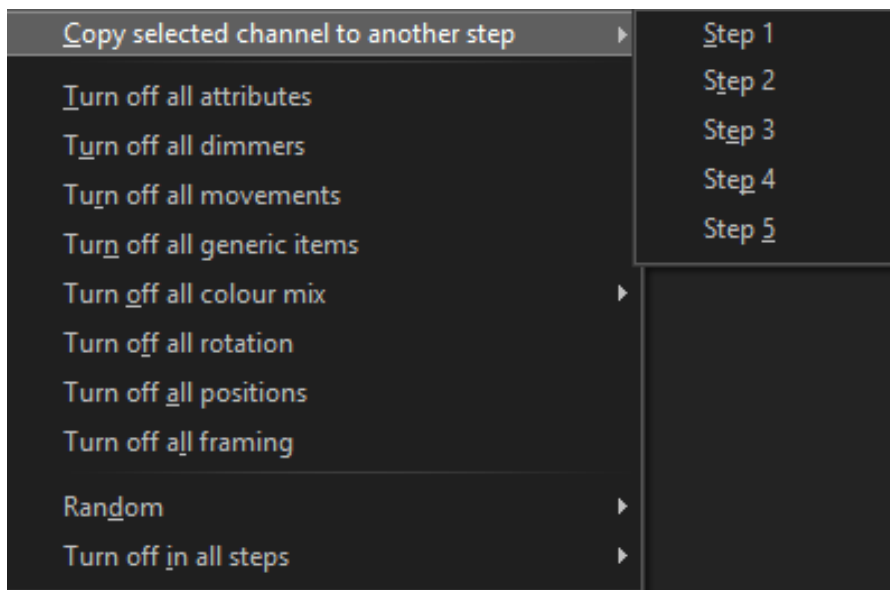 Copy selected channel to another step
Turn off all attributes
Turn off all dimmers
Turn off all movements
Turn off all generic items
Turn off all colour mix
Turn off all rotation
Turn off all positions
Turn off all framing
Random
Turn off in all steps
Step 1
Step 2
Step 3
Step 4
Step 5